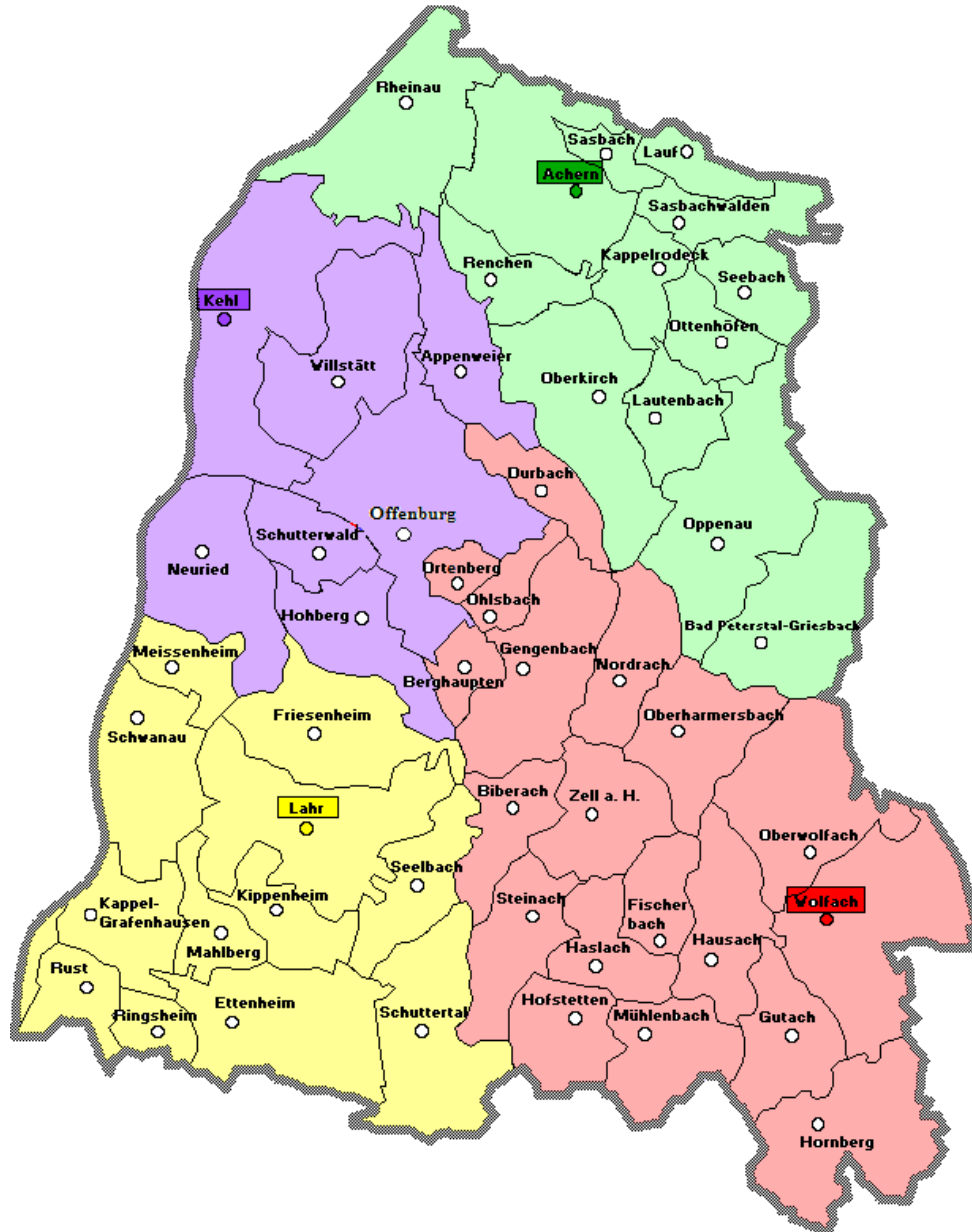 Rheinau
Sasbach
Lauf
Achern
Sasbachwalden
Renchen
Kappelrodeck
Seebach
Kehl
Ottenhöfen
Appenweier
Willstätt
Oberkirch
Lautenbach
Durbach
Offenburg
Oppenau
Schutterwald
Neuried
Ortenberg
Ohlsbach
Hohberg
Bad Peterstal-Griesbach
Meissenheim
Gengenbach
Nordrach
Berghaupten
Friesenheim
Oberharmersbach
Schwanau
Biberach
Zell a. H.
Lahr
Oberwolfach
Seelbach
Kippenheim
Steinach
Wolfach
Kappel-
Grafenhausen
Fischer
bach
Mahlberg
Haslach
Hausach
Rust
Ettenheim
Hofstetten
Ringsheim
Schuttertal
Mühlenbach
Gutach
Hornberg